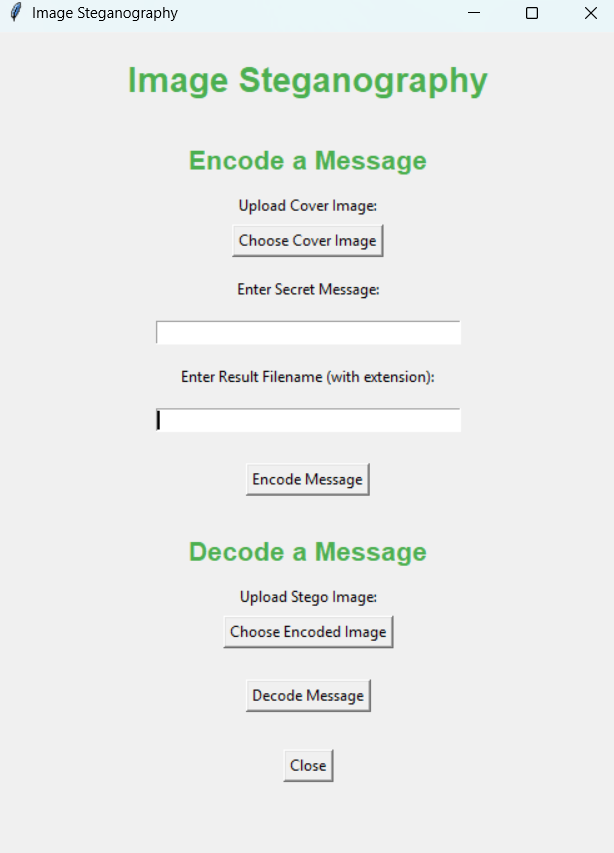 Image Steganography
Image Steganography
Encode a Message
Upload Cover Image:
Choose Cover Image
Enter Secret Message:
Enter Result Filename (with extension):
Encode Message
Decode a Message
Upload Stego Image:
Choose Encoded Image
Decode Message
Close